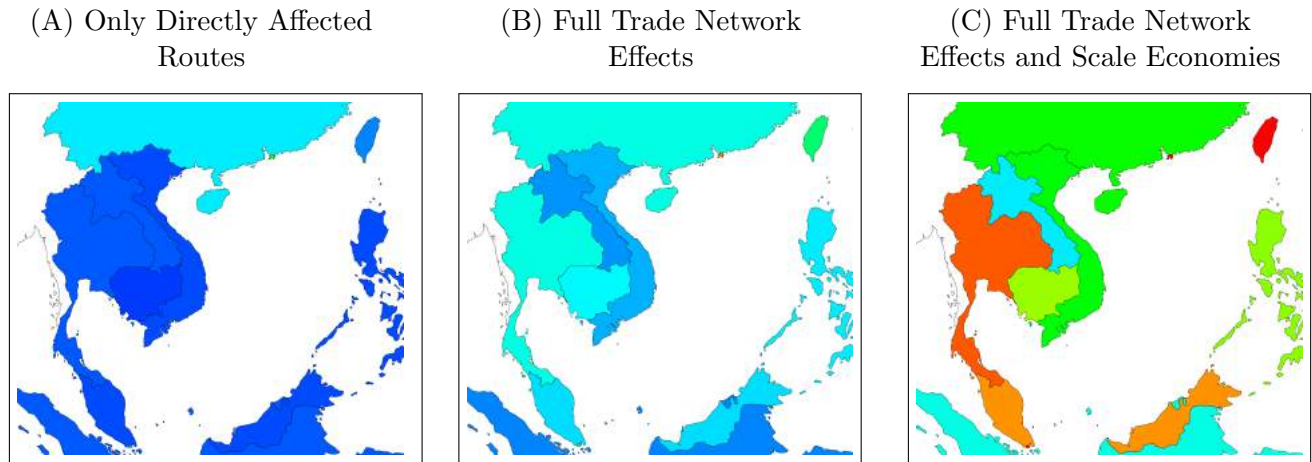 (A) Only Directly Affected
Routes
(B) Full Trade Network
Effects
(C) Full Trade Network
Effects and Scale Economies